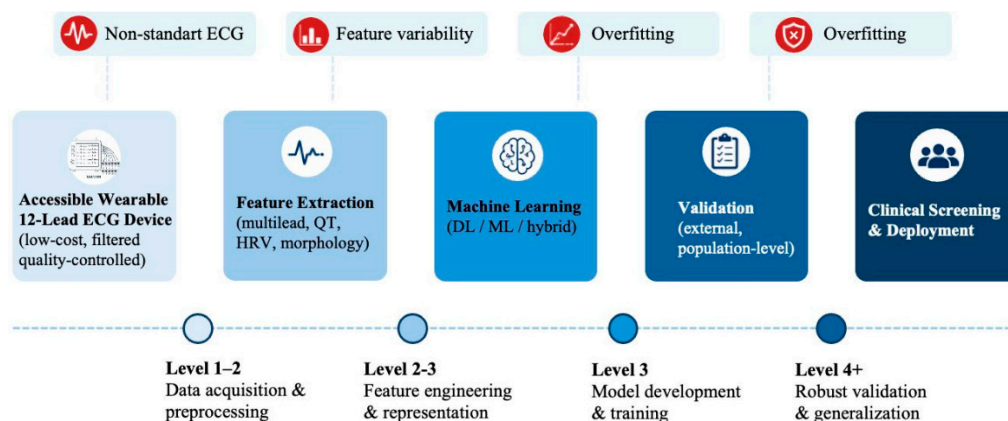 Non-standart ECG
Feature variability
Overfitting
Overfitting
Accessible Wearable
12-Lead ECG Device
(low-cost, filtered
quality-controlled)
Feature Extraction
(multilead, QT,
HRV, morphology)
Machine Learning
(DL / ML / hybrid)
Validation
(external,
population-level)
Clinical Screening
& Deployment
Level 1–2
Data acquisition &
preprocessing
Level 2-3
Feature engineering
& representation
Level 3
Model development
& training
Level 4+
Robust validation
& generalization